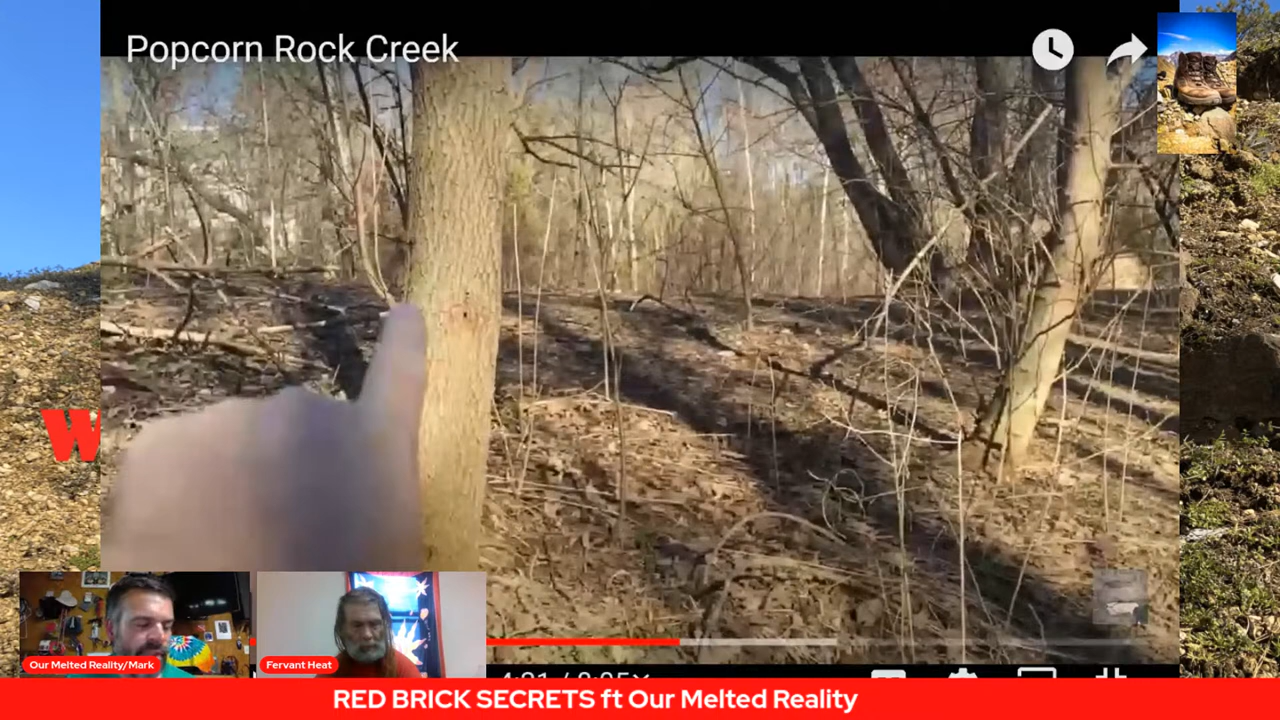 Popcorn Rock Creek
W
Our Melted Reality/Mark
Fervant Heat
RED BRICK SECRETS ft Our Melted Reality